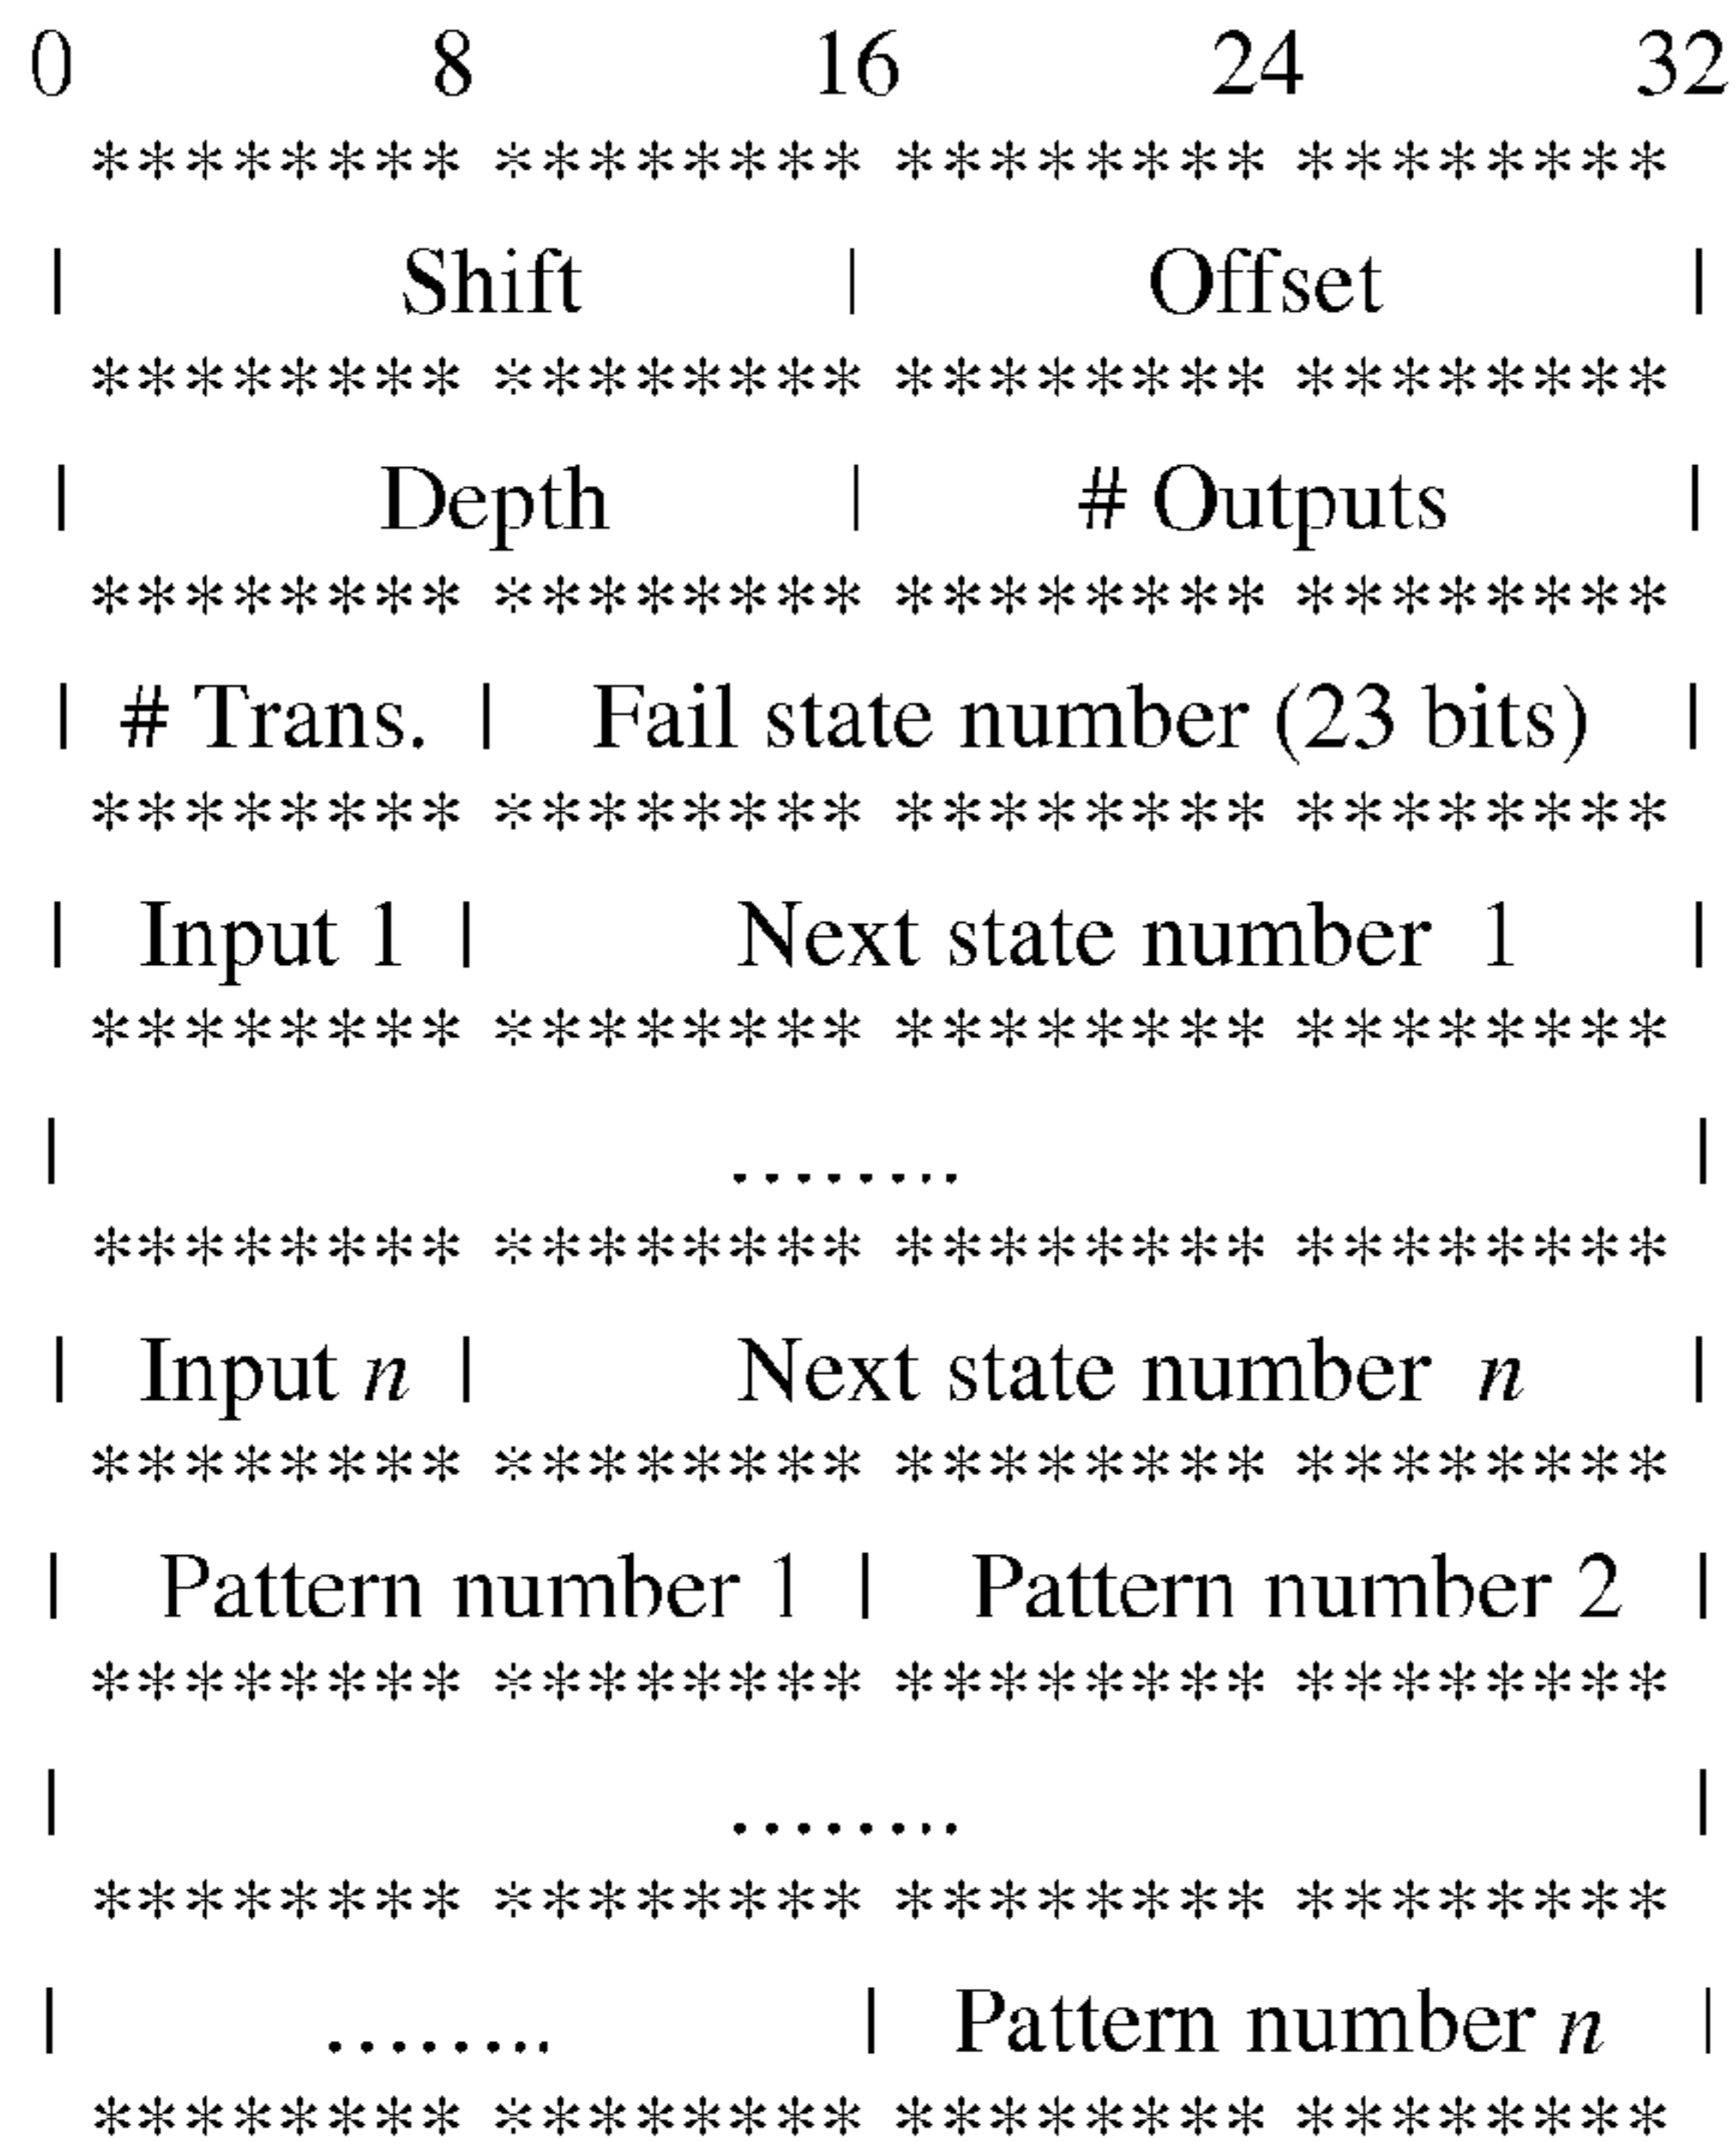 0 8 16 24 32
******** ******** ******** ********
| Shift | Offset |
******** ******** ******** ********
| Depth | # Outputs |
******** ******** ******** ********
| # Trans. | Fail state number (23 bits) |
******** ******** ******** ********
| Input 1 | Next state number 1 |
******** ******** ******** ********
| ........ |
******** ******** ******** ********
| Input n | Next state number n |
******** ******** ******** ********
| Pattern number 1 | Pattern number 2 |
******** ******** ******** ********
| ........ |
******** ******** ******** ********
| ........ | Pattern number n |
******** ******** ******** ********